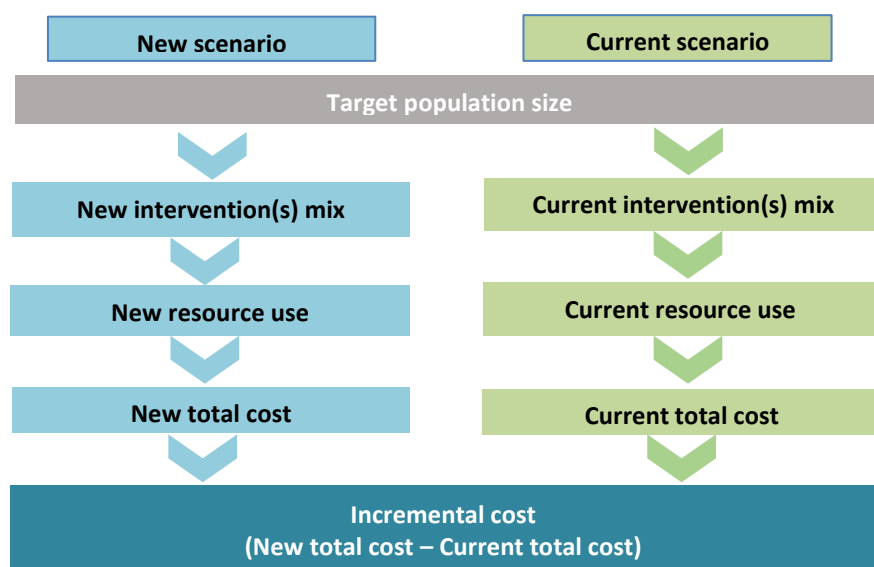 New scenario
Current scenario
Target population size
New intervention(s) mix
Current intervention(s) mix
New resource use
Current resource use
New total cost
Current total cost
Incremental cost
(New total cost – Current total cost)